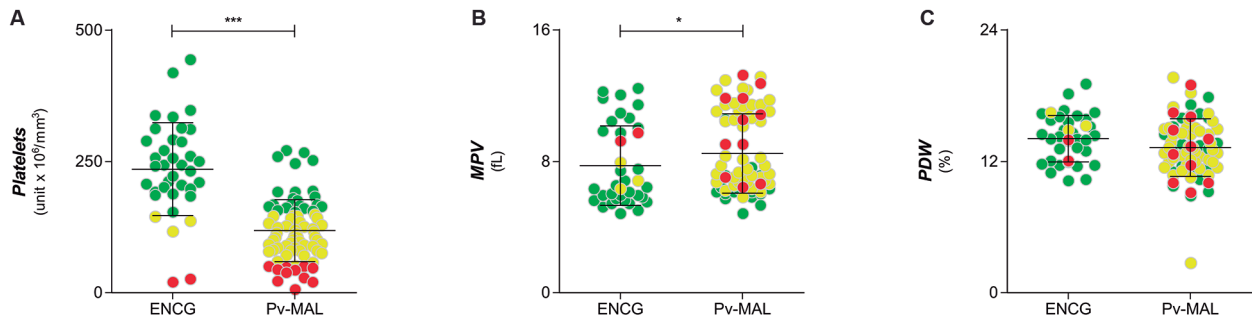 A
Platelets
(unit x 10⁶/mm³)
500
250
0
***
ENCG
Pv-MAL
B
MPV
(fL)
16
8
0
*
ENCG
Pv-MAL
C
PDW
(%)
24
12
0
ENCG
Pv-MAL